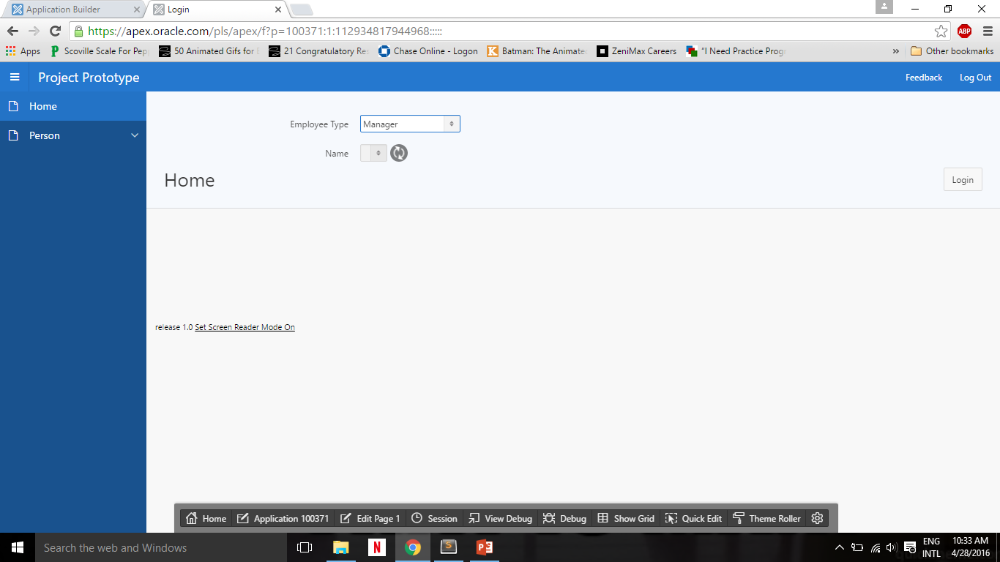 Application Builder
Login
https://apex.oracle.com/pls/apex/f?p=100371:1:112934817944968:::::
ABP
Apps
Scoville Scale For Pep
50 Animated Gifs for E
21 Congratulatory Re
Chase Online - Logon
Batman: The Animate
ZeniMax Careers
"I Need Practice Prog
Other bookmarks
Project Prototype
Feedback
Log Out
Home
Person
Employee Type
Manager
Name
Home
Login
release 1.0 Set Screen Reader Mode On
Home
Application 100371
Edit Page 1
Session
View Debug
Debug
Show Grid
Quick Edit
Theme Roller
Search the web and Windows
ENG
INTL
10:33 AM
4/28/2016